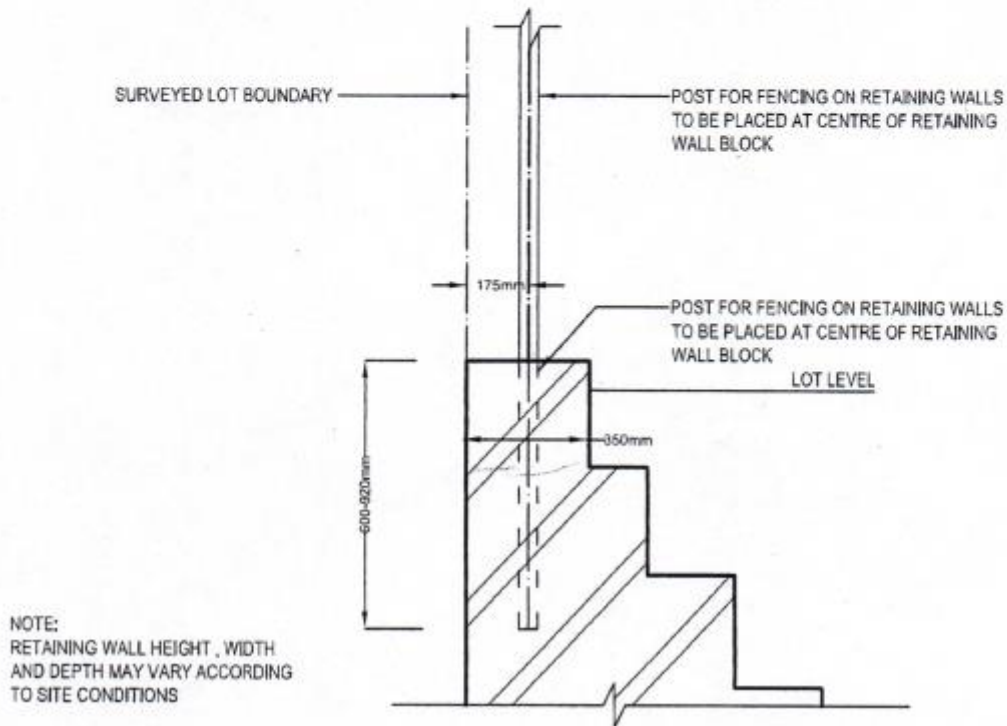 SURVEYED LOT BOUNDARY
POST FOR FENCING ON RETAINING WALLS
TO BE PLACED AT CENTRE OF RETAINING
WALL BLOCK
175mm
POST FOR FENCING ON RETAINING WALLS
TO BE PLACED AT CENTRE OF RETAINING
WALL BLOCK
LOT LEVEL
350mm
600-920mm
NOTE:
RETAINING WALL HEIGHT , WIDTH
AND DEPTH MAY VARY ACCORDING
TO SITE CONDITIONS